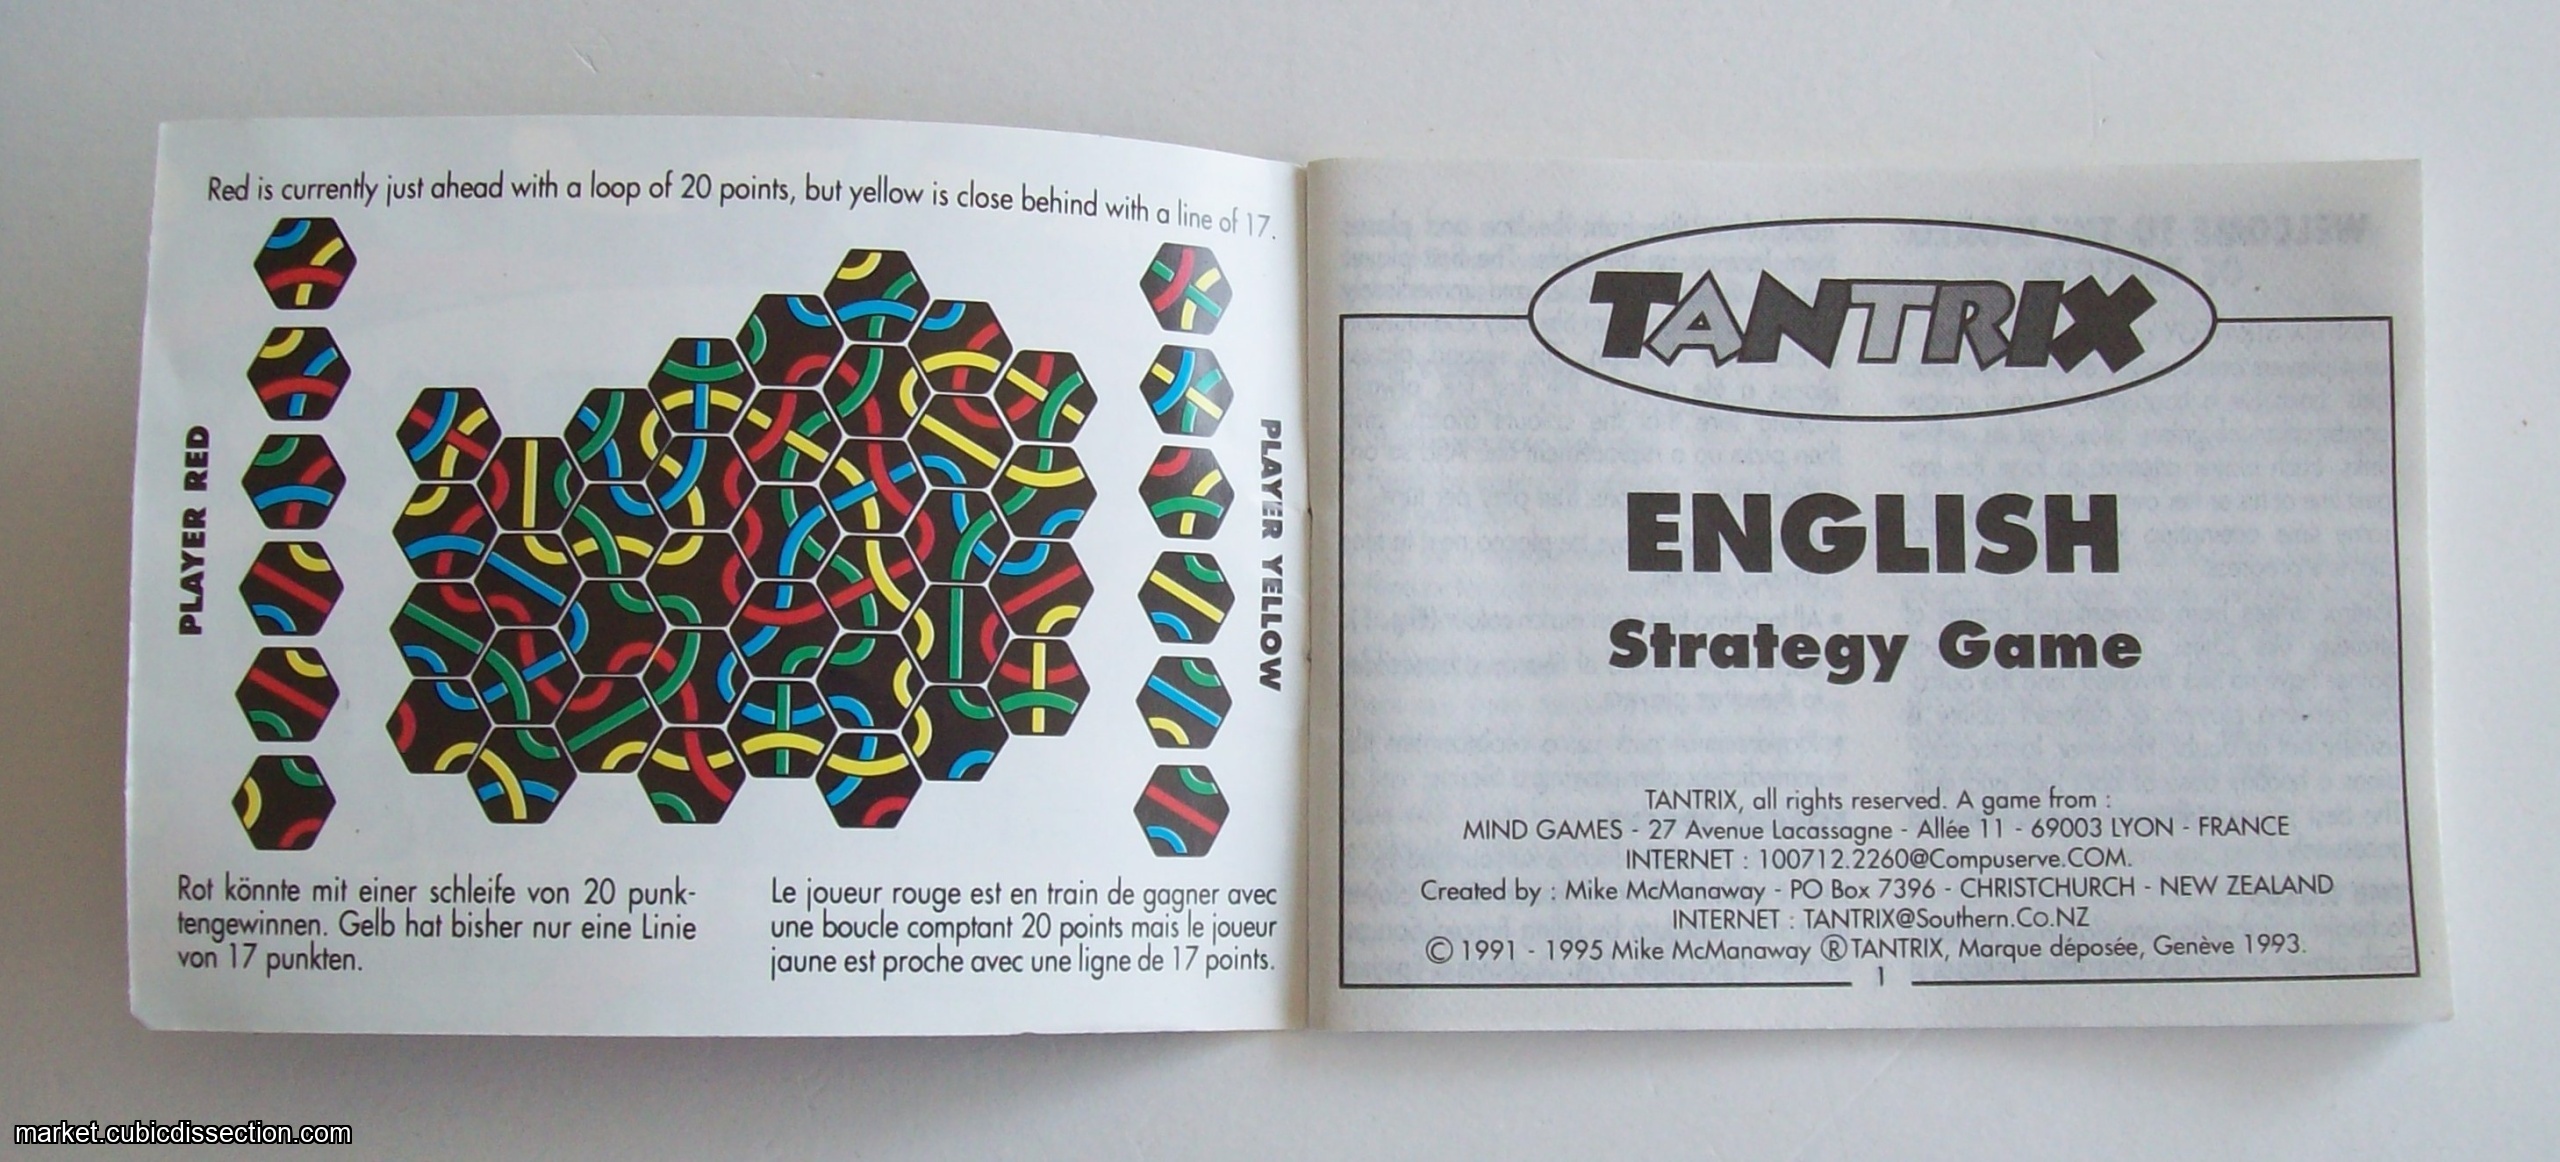 Red is currently just ahead with a loop of 20 points, but yellow is close behind with a line of 17.
PLAYER RED
PLAYER YELLOW
Rot könnte mit einer schleife von 20 punk-
tengewinnen. Gelb hat bisher nur eine Linie
von 17 punkten.
Le joueur rouge est en train de gagner avec
une boucle comptant 20 points mais le joueur
jaune est proche avec une ligne de 17 points.
TANTRIX
ENGLISH
Strategy Game
TANTRIX, all rights reserved. A game from :
MIND GAMES - 27 Avenue Lacassagne - Allée 11 - 69003 LYON - FRANCE
INTERNET : 100712.2260@Compuserve.COM.
Created by : Mike McManaway - PO Box 7396 - CHRISTCHURCH - NEW ZEALAND
INTERNET : TANTRIX@Southern.Co.NZ
© 1991 - 1995 Mike McManaway ® TANTRIX, Marque déposée, Genève 1993.
1
market.cubicdissection.com